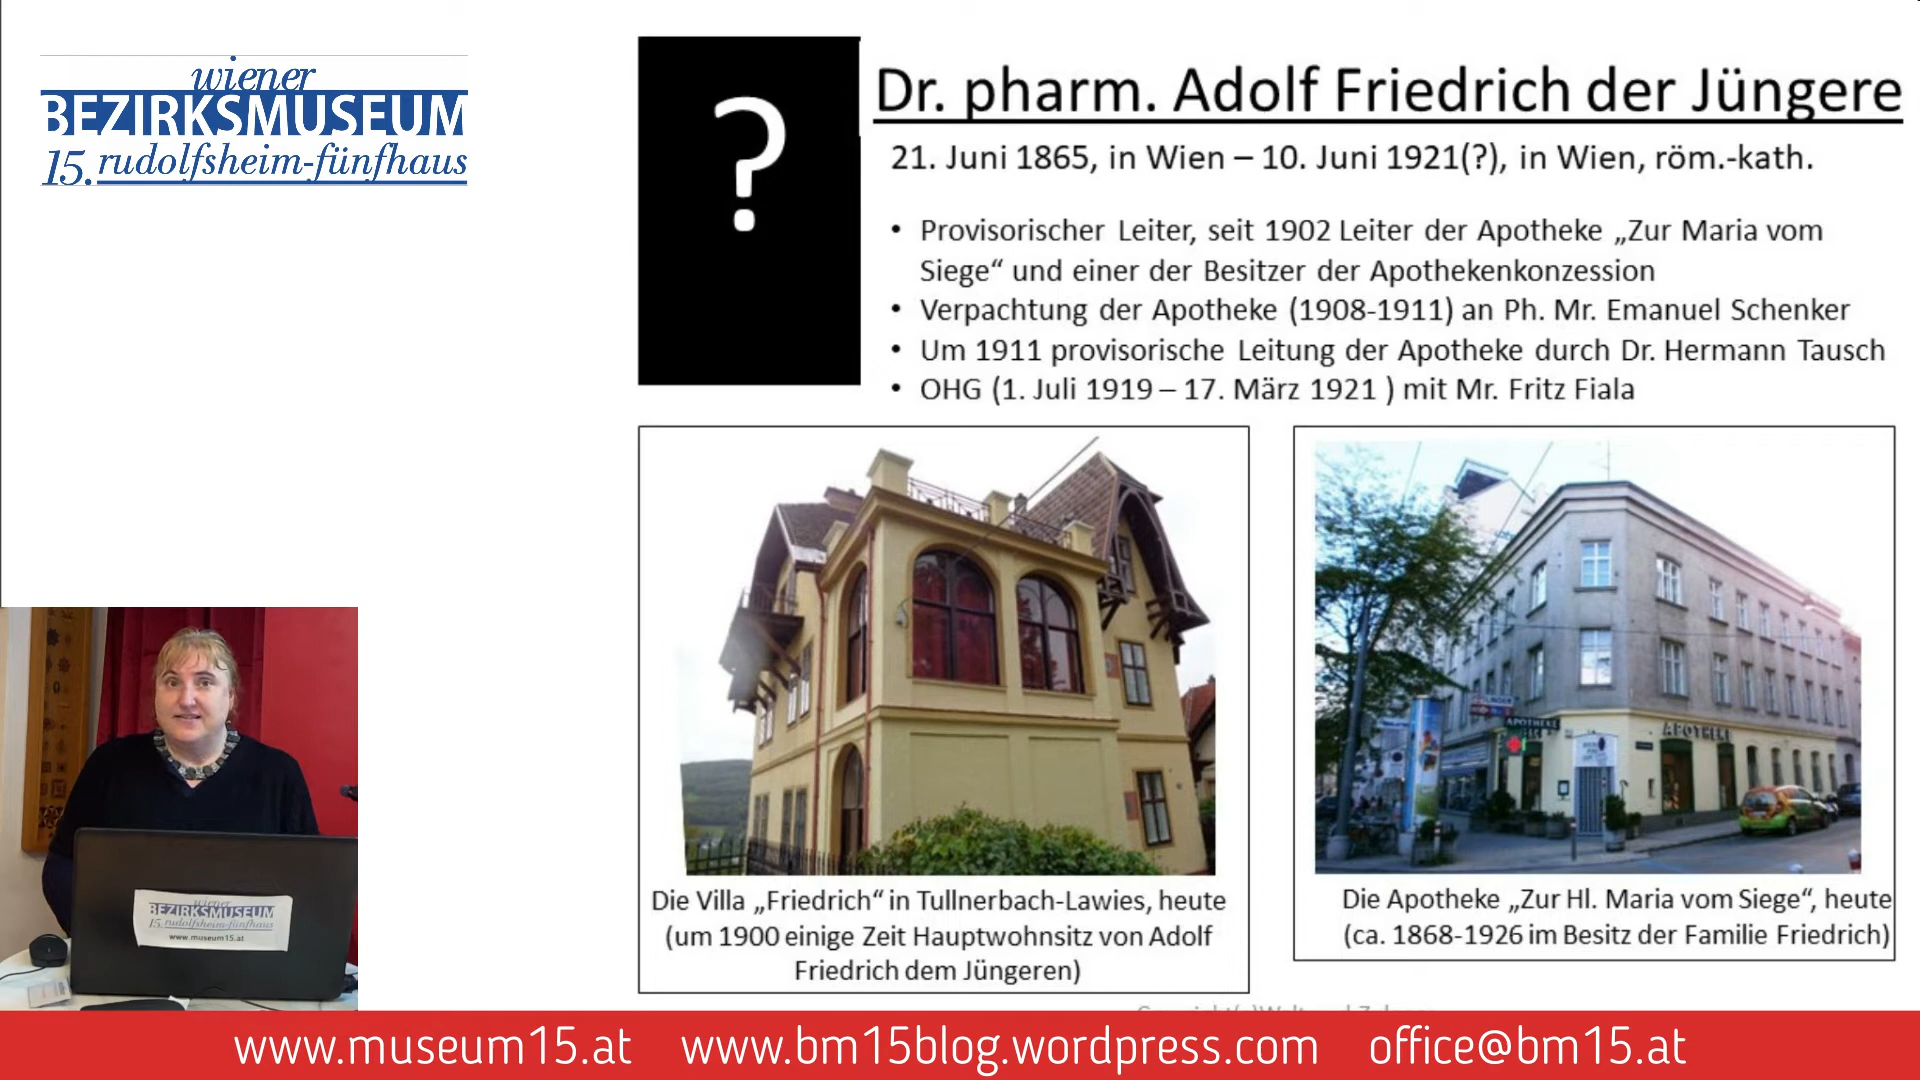 wiener
BEZIRKSMUSEUM
15. rudolfsheim-fünfhaus
?
Dr. pharm. Adolf Friedrich der Jüngere
21. Juni 1865, in Wien – 10. Juni 1921(?), in Wien, röm.-kath.
• Provisorischer Leiter, seit 1902 Leiter der Apotheke „Zur Maria vom
Siege“ und einer der Besitzer der Apothekenkonzession
• Verpachtung der Apotheke (1908-1911) an Ph. Mr. Emanuel Schenker
• Um 1911 provisorische Leitung der Apotheke durch Dr. Hermann Tausch
• OHG (1. Juli 1919 – 17. März 1921 ) mit Mr. Fritz Fiala
APOTHEKE
APOTHEKE
Die Villa „Friedrich“ in Tullnerbach-Lawies, heute
(um 1900 einige Zeit Hauptwohnsitz von Adolf
Friedrich dem Jüngeren)
Die Apotheke „Zur Hl. Maria vom Siege“, heute
(ca. 1868-1926 im Besitz der Familie Friedrich)
wiener
BEZIRKSMUSEUM
15. rudolfsheim-fünfhaus
www.museum15.at
www.museum15.at www.bm15blog.wordpress.com office@bm15.at